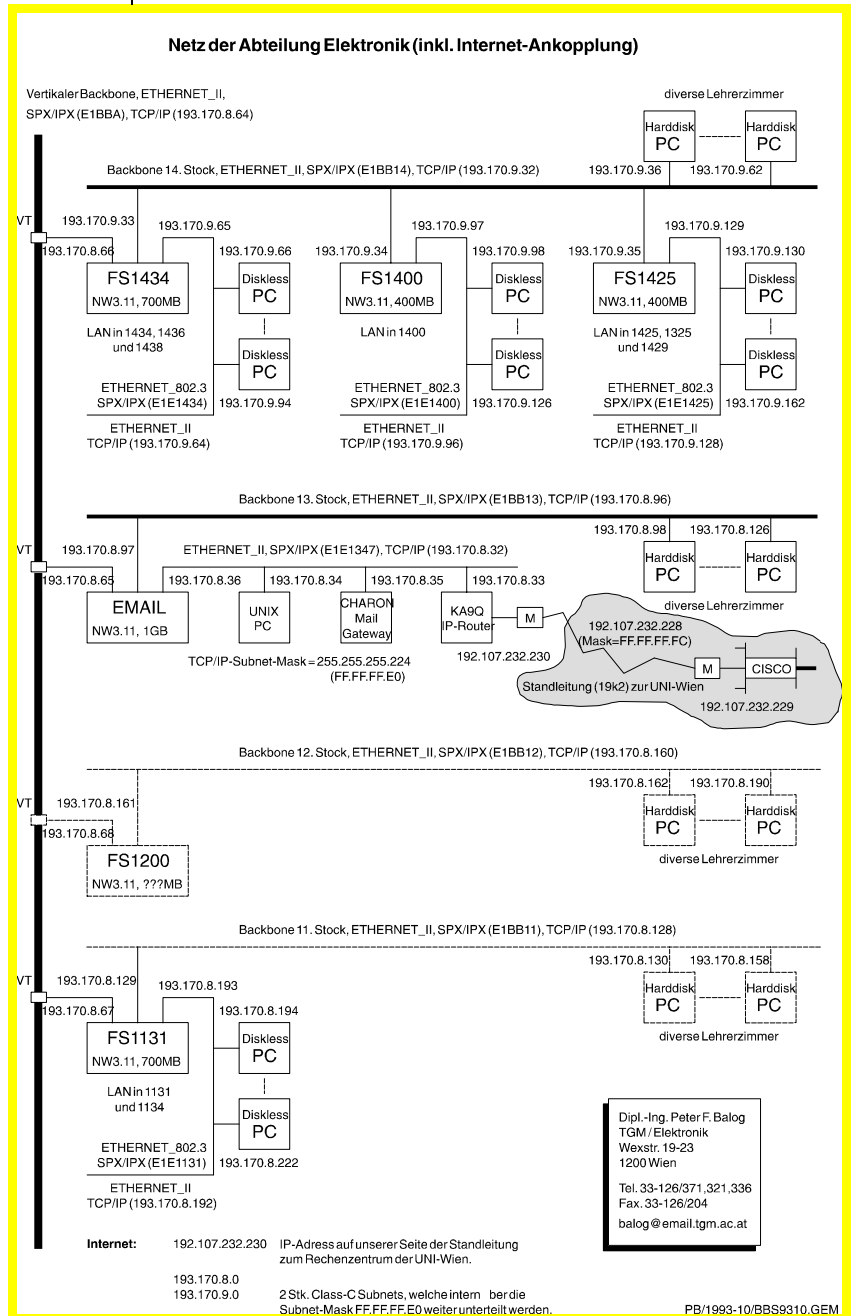 Netz der Abteilung Elektronik (inkl. Internet-Ankopplung)
Vertikaler Backbone, ETHERNET_II,
SPX/IPX (E1BBA), TCP/IP (193.170.8.64)
diverse Lehrerzimmer
Harddisk
PC
Harddisk
PC
Backbone 14. Stock, ETHERNET_II, SPX/IPX (E1BB14), TCP/IP (193.170.9.32)
193.170.9.36
193.170.9.62
VT
193.170.9.33
193.170.8.66
193.170.9.65
193.170.9.66
FS1434
NW3.11, 700MB
Diskless
PC
LAN in 1434, 1436
und 1438
Diskless
PC
ETHERNET_802.3
SPX/IPX (E1E1434)
193.170.9.94
ETHERNET_II
TCP/IP (193.170.9.64)
193.170.9.97
193.170.9.34
193.170.9.98
FS1400
NW3.11, 400MB
Diskless
PC
LAN in 1400
Diskless
PC
ETHERNET_802.3
SPX/IPX (E1E1400)
193.170.9.126
ETHERNET_II
TCP/IP (193.170.9.96)
193.170.9.129
193.170.9.35
193.170.9.130
FS1425
NW3.11, 400MB
Diskless
PC
LAN in 1425, 1325
und 1429
Diskless
PC
ETHERNET_802.3
SPX/IPX (E1E1425)
193.170.9.162
ETHERNET_II
TCP/IP (193.170.9.128)
Backbone 13. Stock, ETHERNET_II, SPX/IPX (E1BB13), TCP/IP (193.170.8.96)
193.170.8.98
193.170.8.126
Harddisk
PC
Harddisk
PC
diverse Lehrerzimmer
VT
193.170.8.97
193.170.8.65
ETHERNET_II, SPX/IPX (E1E1347), TCP/IP (193.170.8.32)
193.170.8.36
193.170.8.34
193.170.8.35
193.170.8.33
EMAIL
NW3.11, 1GB
UNIX
PC
CHARON
Mail
Gateway
KA9Q
IP-Router
M
192.107.232.230
192.107.232.228
(Mask=FF.FF.FF.FC)
TCP/IP-Subnet-Mask = 255.255.255.224
(FF.FF.FF.E0)
M
CISCO
Standleitung (19k2) zur UNI-Wien
192.107.232.229
Backbone 12. Stock, ETHERNET_II, SPX/IPX (E1BB12), TCP/IP (193.170.8.160)
193.170.8.162
193.170.8.190
Harddisk
PC
Harddisk
PC
diverse Lehrerzimmer
VT
193.170.8.161
193.170.8.68
FS1200
NW3.11, ???MB
Backbone 11. Stock, ETHERNET_II, SPX/IPX (E1BB11), TCP/IP (193.170.8.128)
193.170.8.130
193.170.8.158
Harddisk
PC
Harddisk
PC
diverse Lehrerzimmer
VT
193.170.8.129
193.170.8.67
193.170.8.193
193.170.8.194
FS1131
NW3.11, 700MB
Diskless
PC
LAN in 1131
und 1134
Diskless
PC
ETHERNET_802.3
SPX/IPX (E1E1131)
193.170.8.222
ETHERNET_II
TCP/IP (193.170.8.192)
Dipl.-Ing. Peter F. Balog
TGM / Elektronik
Wexstr. 19-23
1200 Wien
Tel. 33-126/371,321,336
Fax. 33-126/204
balog@email.tgm.ac.at
Internet: 192.107.232.230 IP-Adress auf unserer Seite der Standleitung
zum Rechenzentrum der UNI-Wien.
193.170.8.0
193.170.9.0 2 Stk. Class-C Subnets, welche intern ber die
Subnet-Mask FF.FF.FF.E0 weiter unterteilt werden.
PB/1993-10/BBS9310.GEM